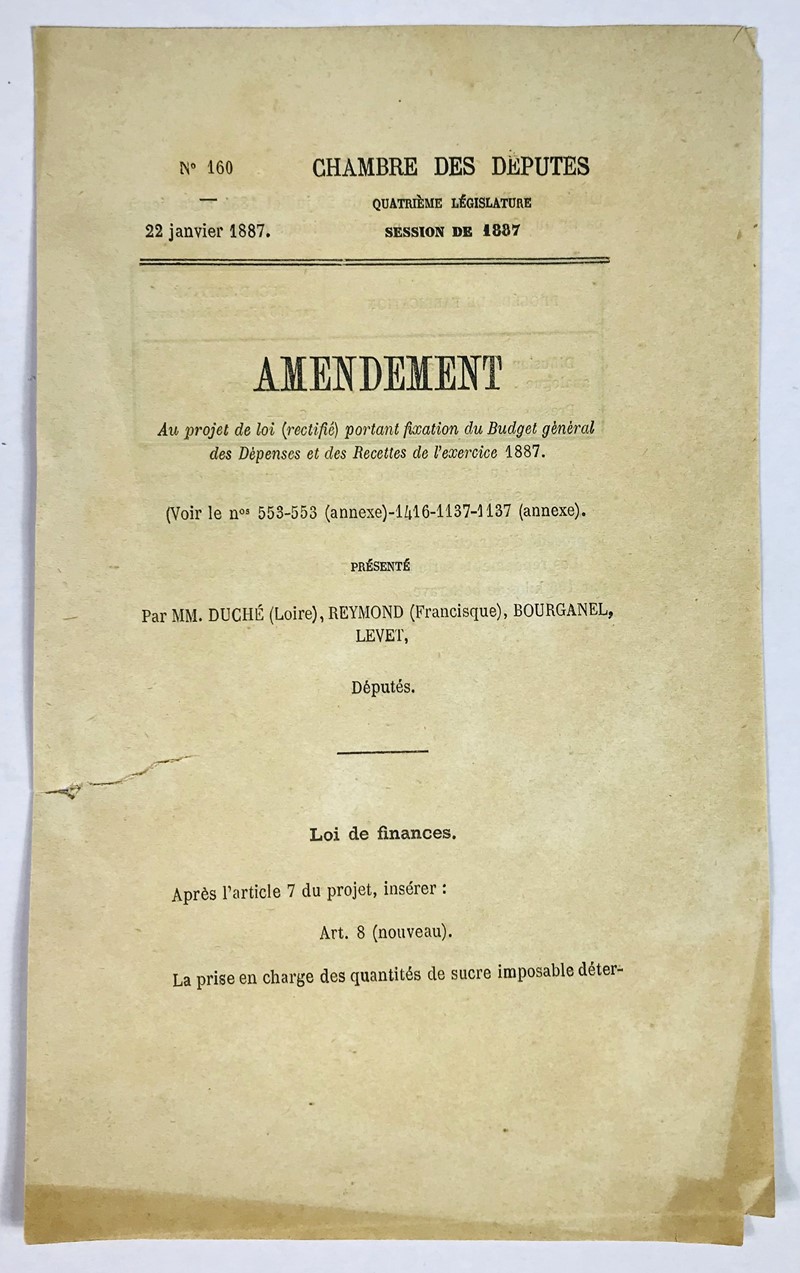 N° 160
CHAMBRE DES DÉPUTES
—
QUATRIÈME LÉGISLATURE
22 janvier 1887.
SESSION DE 1887
AMENDEMENT
Au projet de loi (rectifié) portant fixation du Budget général
des Dépenses et des Recettes de l'exercice 1887.
(Voir le nos 553-553 (annexe)-1416-1137-1137 (annexe).
PRÉSENTÉ
Par MM. DUCHÉ (Loire), REYMOND (Francisque), BOURGANEL,
LEVET,
Députés.
Loi de finances.
Après l'article 7 du projet, insérer :
Art. 8 (nouveau).
La prise en charge des quantités de sucre imposable déter-